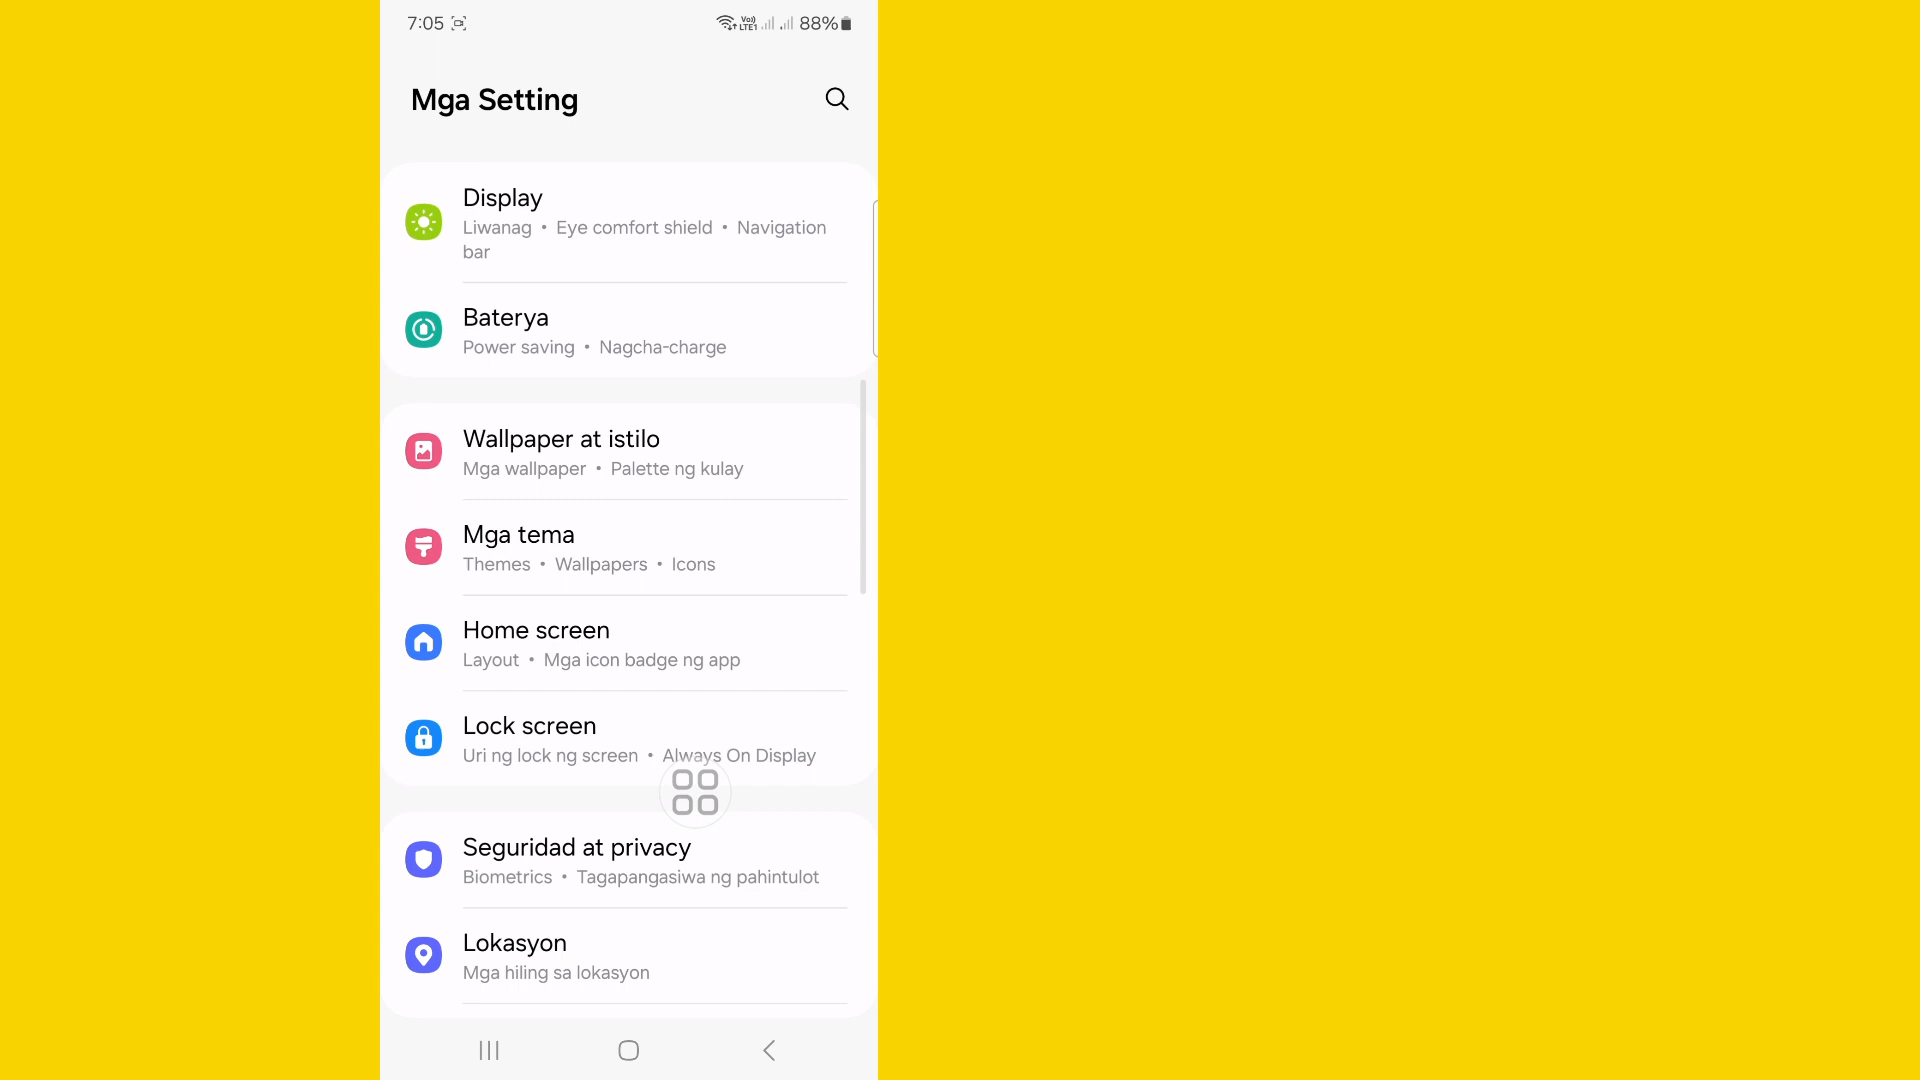 7:05 Vo)) LTE1 88%
Mga Setting
Display
Liwanag • Eye comfort shield • Navigation
bar
Baterya
Power saving • Nagcha-charge
Wallpaper at istilo
Mga wallpaper • Palette ng kulay
Mga tema
Themes • Wallpapers • Icons
Home screen
Layout • Mga icon badge ng app
Lock screen
Uri ng lock ng screen • Always On Display
Seguridad at privacy
Biometrics • Tagapangasiwa ng pahintulot
Lokasyon
Mga hiling sa lokasyon